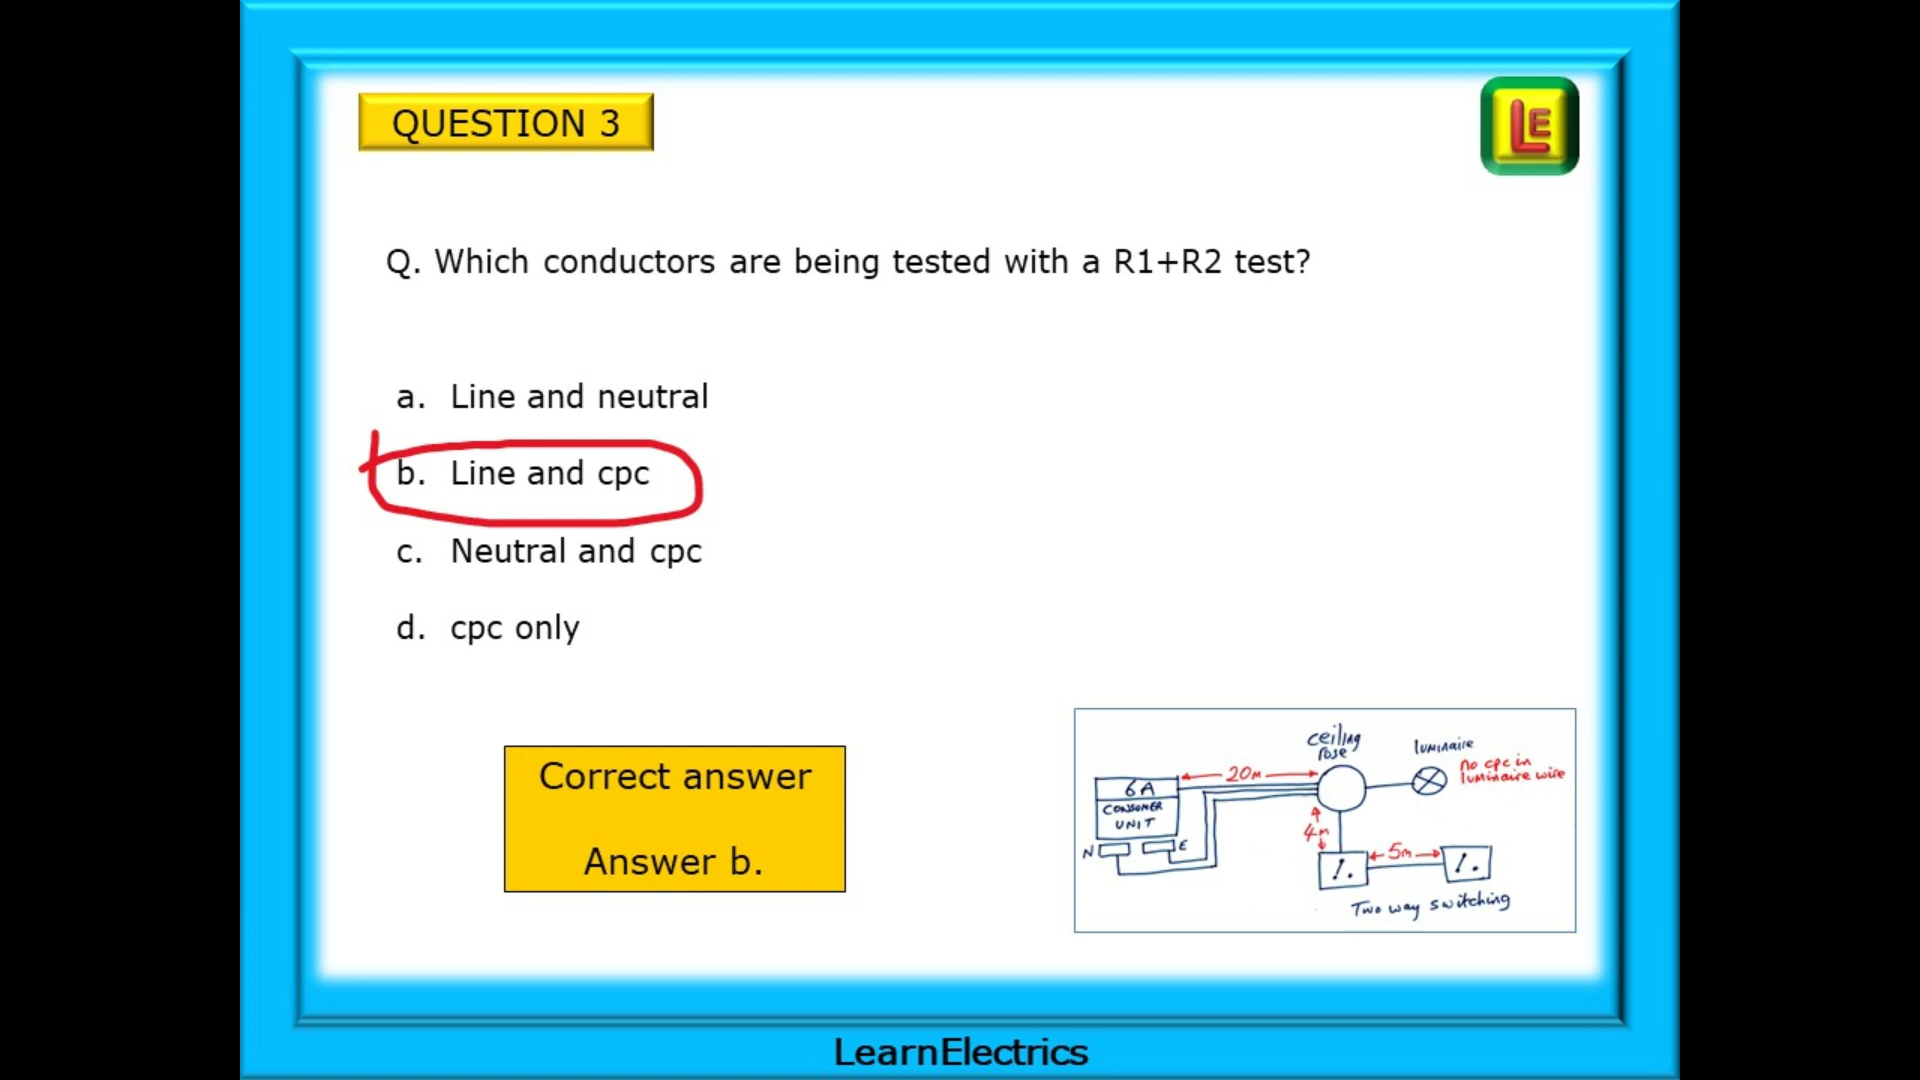 QUESTION 3
LE
Q. Which conductors are being tested with a R1+R2 test?
a. Line and neutral
b. Line and cpc
c. Neutral and cpc
d. cpc only
Correct answer
Answer b.
ceiling
rose
luminaire
no cpc in
luminaire wire
20m
6A
CONSUMER
UNIT
N
E
4m
5m
Two way switching
LearnElectrics